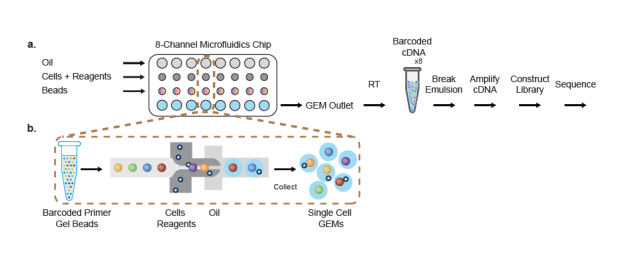 a.
8-Channel Microfluidics Chip
Oil
Cells + Reagents
Beads
GEM Outlet
RT
Barcoded
cDNA
x8
Break
Emulsion
Amplify
cDNA
Construct
Library
Sequence
b.
Barcoded Primer
Gel Beads
Cells
Reagents
Oil
Collect
Single Cell
GEMs